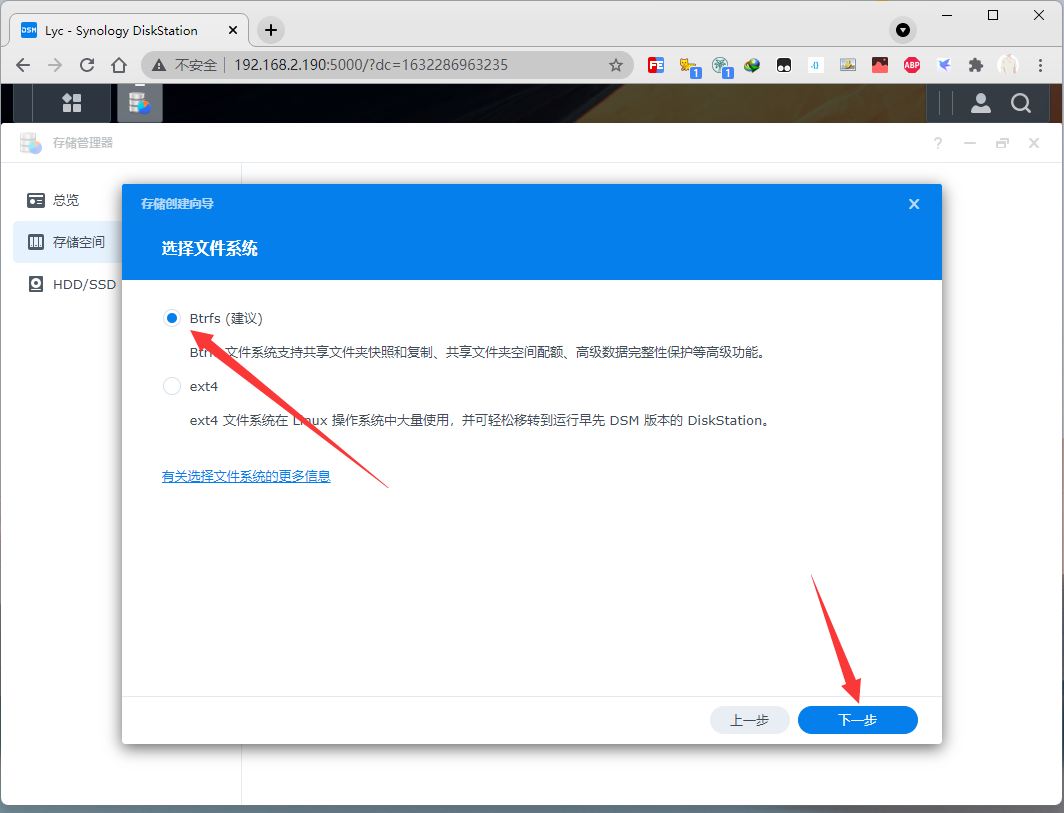 DSM Lyc - Synology DiskStation
不安全 192.168.2.190:5000/?dc=1632286963235
FE 1 1 ABP
存储管理器
总览
存储空间
HDD/SSD
存储创建向导
选择文件系统
Btrfs (建议)
Btrfs 文件系统支持共享文件夹快照和复制、共享文件夹空间配额、高级数据完整性保护等高级功能。
ext4
ext4 文件系统在 Linux 操作系统中大量使用，并可轻松移转到运行早先 DSM 版本的 DiskStation。
有关选择文件系统的更多信息
上一步 下一步